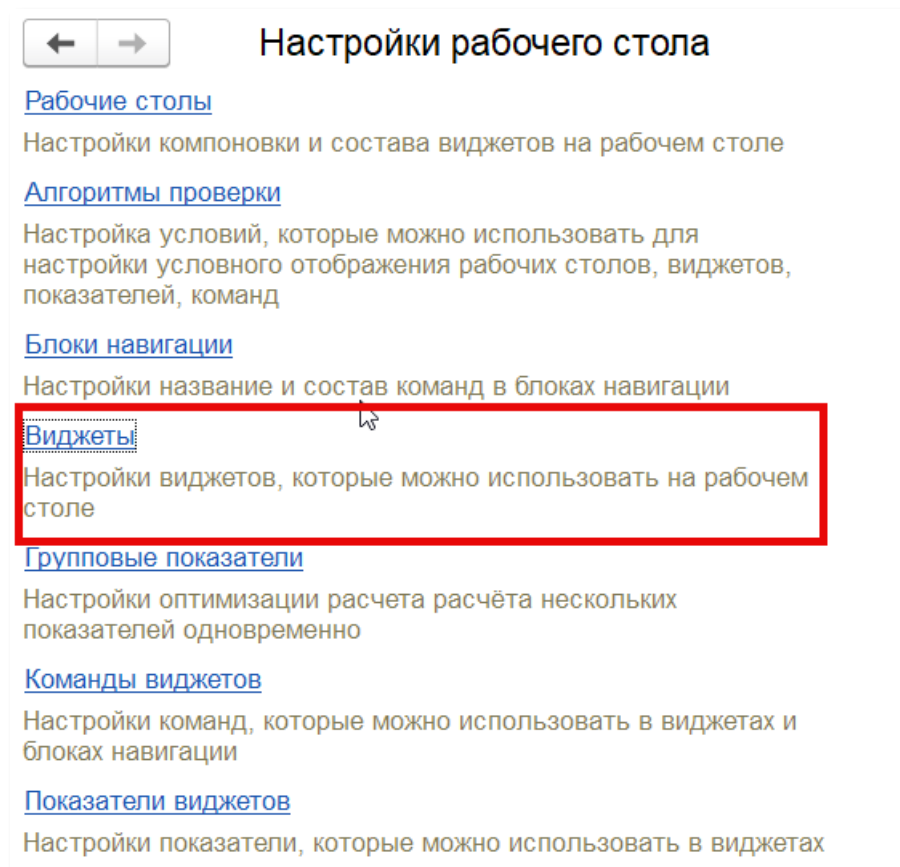 Настройки рабочего стола
Рабочие столы
Настройки компоновки и состава виджетов на рабочем столе
Алгоритмы проверки
Настройка условий, которые можно использовать для
настройки условного отображения рабочих столов, виджетов,
показателей, команд
Блоки навигации
Настройки название и состав команд в блоках навигации
Виджеты
Настройки виджетов, которые можно использовать на рабочем
столе
Групповые показатели
Настройки оптимизации расчета расчёта нескольких
показателей одновременно
Команды виджетов
Настройки команд, которые можно использовать в виджетах и
блоках навигации
Показатели виджетов
Настройки показатели, которые можно использовать в виджетах